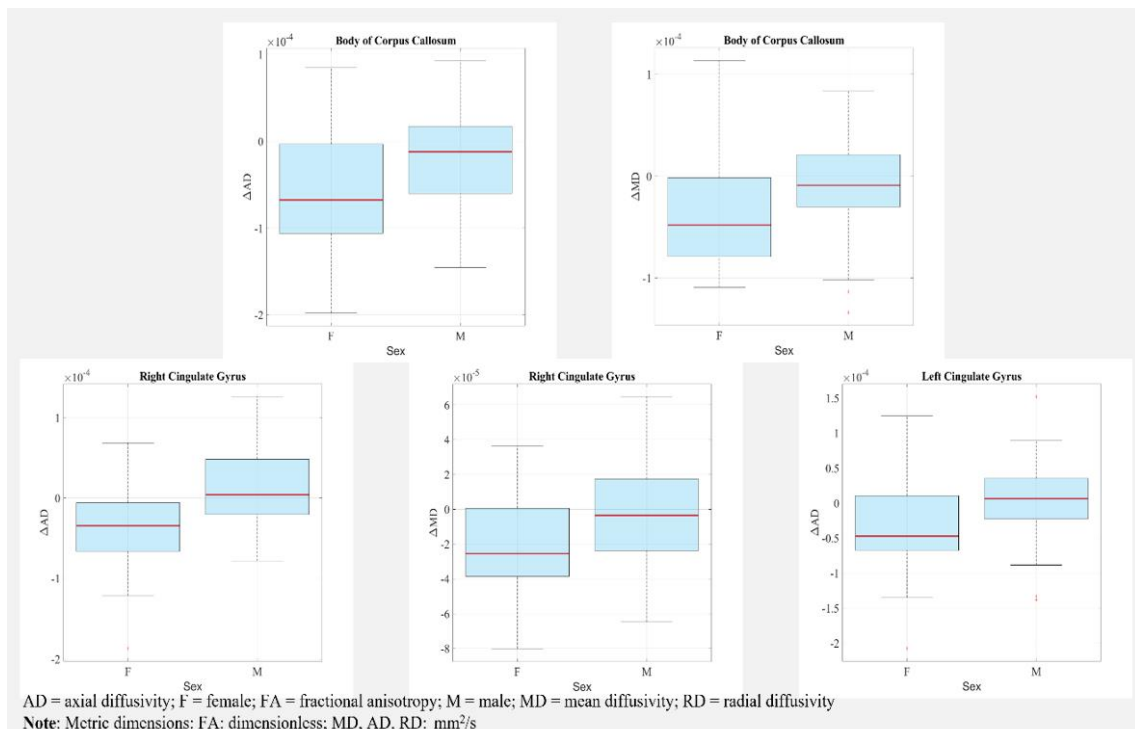 Body of Corpus Callosum
×10⁻⁴
1
0
-1
-2
ΔAD
F
M
Sex
Body of Corpus Callosum
×10⁻⁴
1
0
-1
ΔMD
F
M
Sex
Right Cingulate Gyrus
×10⁻⁴
1
0
-1
-2
ΔAD
F
M
Sex
Right Cingulate Gyrus
×10⁻⁵
6
4
2
0
-2
-4
-6
-8
ΔMD
F
M
Sex
Left Cingulate Gyrus
×10⁻⁴
1.5
1
0.5
0
-0.5
-1
-1.5
-2
ΔAD
F
M
Sex
AD = axial diffusivity; F = female; FA = fractional anisotropy; M = male; MD = mean diffusivity; RD = radial diffusivity
Note: Metric dimensions: FA: dimensionless; MD, AD, RD: mm²/s